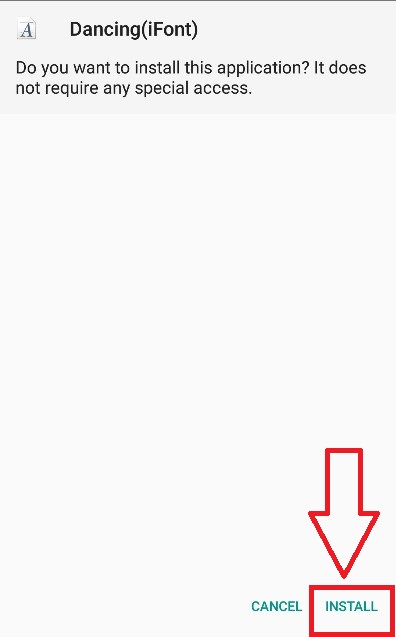 Dancing(iFont)
Do you want to install this application? It does
not require any special access.
CANCEL INSTALL